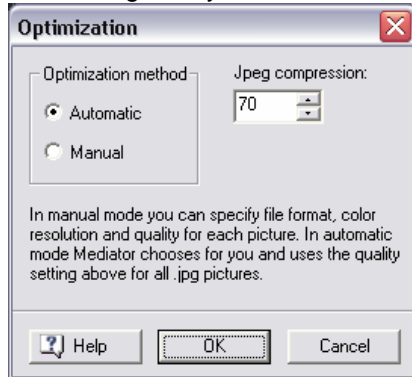 Optimization
Optimization method
Jpeg compression:
Automatic
70
Manual
In manual mode you can specify file format, color
resolution and quality for each picture. In automatic
mode Mediator chooses for you and uses the quality
setting above for all .jpg pictures.
Help
OK
Cancel